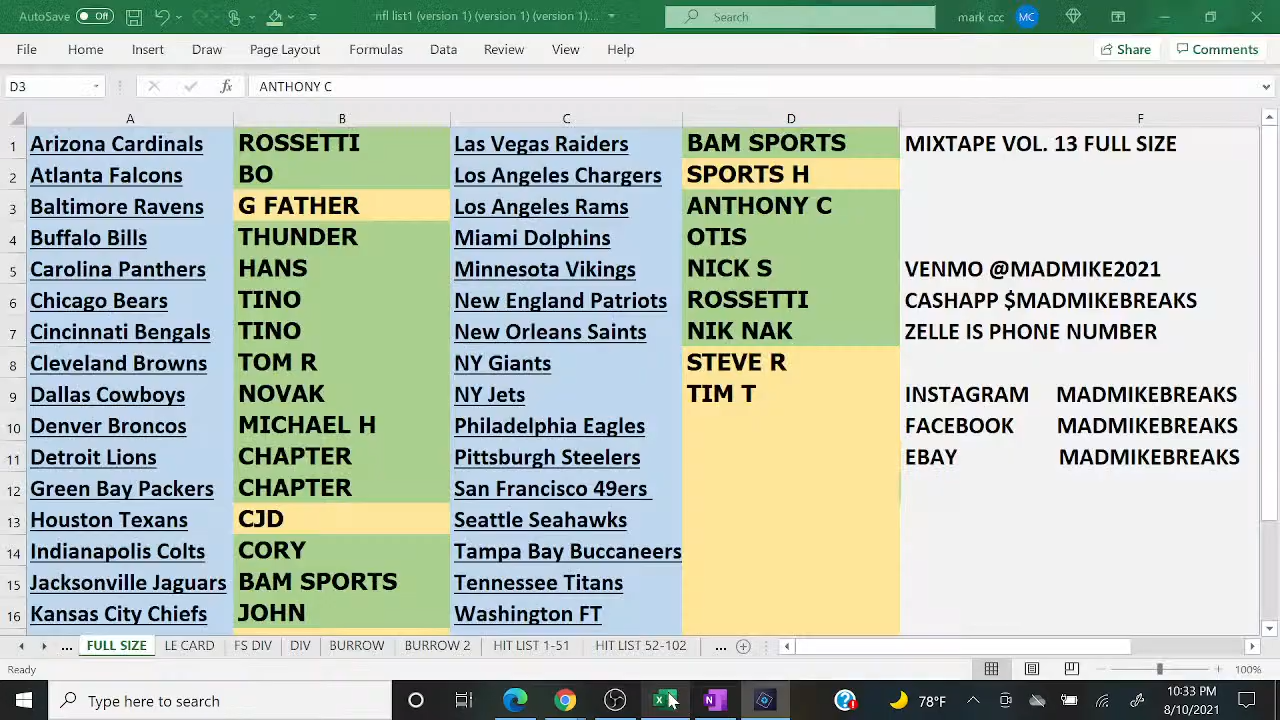 AutoSave Off nfl list1 (version 1) (version 1) (version 1).... Search mark ccc MC
File Home Insert Draw Page Layout Formulas Data Review View Help Share Comments
D3 fx ANTHONY C
A B C D F
1 Arizona Cardinals ROSSETTI Las Vegas Raiders BAM SPORTS MIXTAPE VOL. 13 FULL SIZE
2 Atlanta Falcons BO Los Angeles Chargers SPORTS H
3 Baltimore Ravens G FATHER Los Angeles Rams ANTHONY C
4 Buffalo Bills THUNDER Miami Dolphins OTIS
5 Carolina Panthers HANS Minnesota Vikings NICK S VENMO @MADMIKE2021
6 Chicago Bears TINO New England Patriots ROSSETTI CASHAPP $MADMIKEBREAKS
7 Cincinnati Bengals TINO New Orleans Saints NIK NAK ZELLE IS PHONE NUMBER
8 Cleveland Browns TOM R NY Giants STEVE R
9 Dallas Cowboys NOVAK NY Jets TIM T INSTAGRAM MADMIKEBREAKS
10 Denver Broncos MICHAEL H Philadelphia Eagles FACEBOOK MADMIKEBREAKS
11 Detroit Lions CHAPTER Pittsburgh Steelers EBAY MADMIKEBREAKS
12 Green Bay Packers CHAPTER San Francisco 49ers
13 Houston Texans CJD Seattle Seahawks
14 Indianapolis Colts CORY Tampa Bay Buccaneers
15 Jacksonville Jaguars BAM SPORTS Tennessee Titans
16 Kansas City Chiefs JOHN Washington FT
... FULL SIZE LE CARD FS DIV DIV BURROW BURROW 2 HIT LIST 1-51 HIT LIST 52-102 ...
Ready 100%
Type here to search 78°F 10:33 PM
8/10/2021